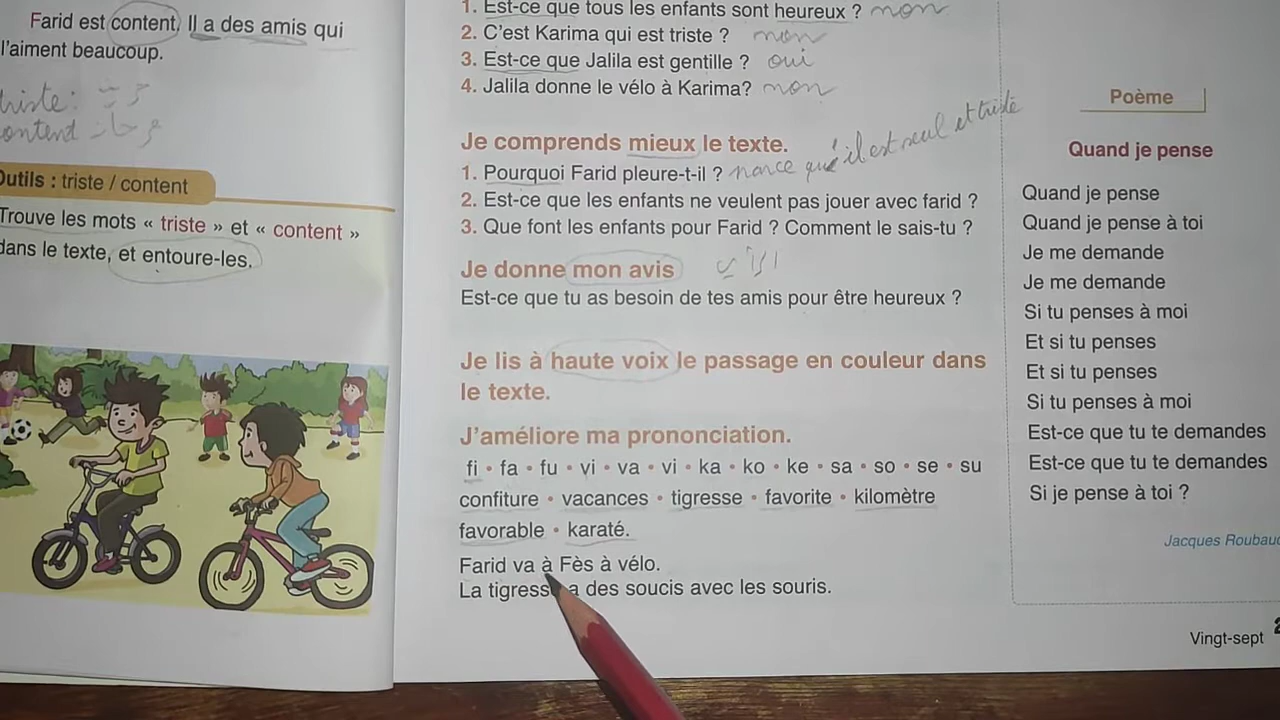 Farid est content. Il a des amis qui
l'aiment beaucoup.
triste :
content
Outils : triste / content
Trouve les mots « triste » et « content »
dans le texte, et entoure-les.
1. Est-ce que tous les enfants sont heureux ? non
2. C'est Karima qui est triste ? non
3. Est-ce que Jalila est gentille ? oui
4. Jalila donne le vélo à Karima? non
Je comprends mieux le texte.
1. Pourquoi Farid pleure-t-il ? parce qu'il est seul et triste
2. Est-ce que les enfants ne veulent pas jouer avec farid ?
3. Que font les enfants pour Farid ? Comment le sais-tu ?
Je donne mon avis
Est-ce que tu as besoin de tes amis pour être heureux ?
Je lis à haute voix le passage en couleur dans
le texte.
J'améliore ma prononciation.
fi • fa • fu • vi • va • vi • ka • ko • ke • sa • so • se • su
confiture • vacances • tigresse • favorite • kilomètre
favorable • karaté.
Farid va à Fès à vélo.
La tigresse a des soucis avec les souris.
Poème
Quand je pense
Quand je pense
Quand je pense à toi
Je me demande
Je me demande
Si tu penses à moi
Et si tu penses
Et si tu penses
Si tu penses à moi
Est-ce que tu te demandes
Est-ce que tu te demandes
Si je pense à toi ?
Jacques Roubaud
Vingt-sept